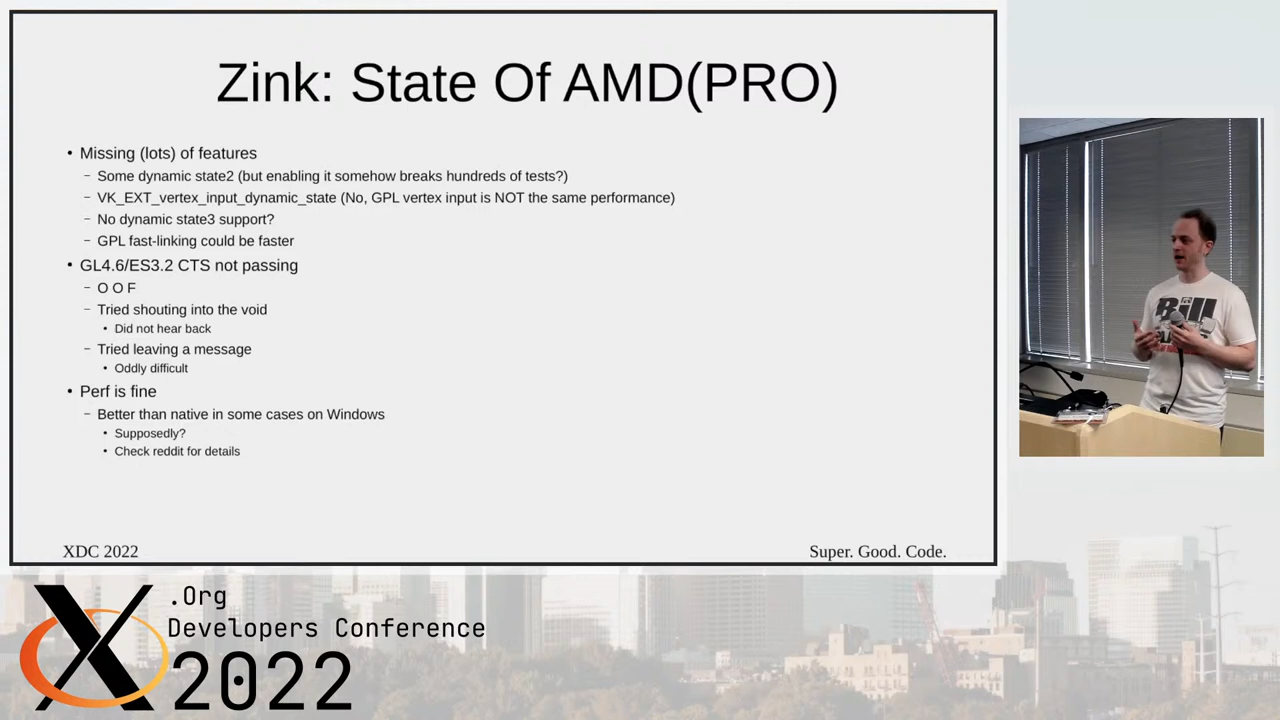 Zink: State Of AMD(PRO)
• Missing (lots) of features
– Some dynamic state2 (but enabling it somehow breaks hundreds of tests?)
– VK_EXT_vertex_input_dynamic_state (No, GPL vertex input is NOT the same performance)
– No dynamic state3 support?
– GPL fast-linking could be faster
• GL4.6/ES3.2 CTS not passing
– O O F
– Tried shouting into the void
• Did not hear back
– Tried leaving a message
• Oddly difficult
• Perf is fine
– Better than native in some cases on Windows
• Supposedly?
• Check reddit for details
XDC 2022
Super. Good. Code.
Bill
X
.Org
Developers Conference
2022